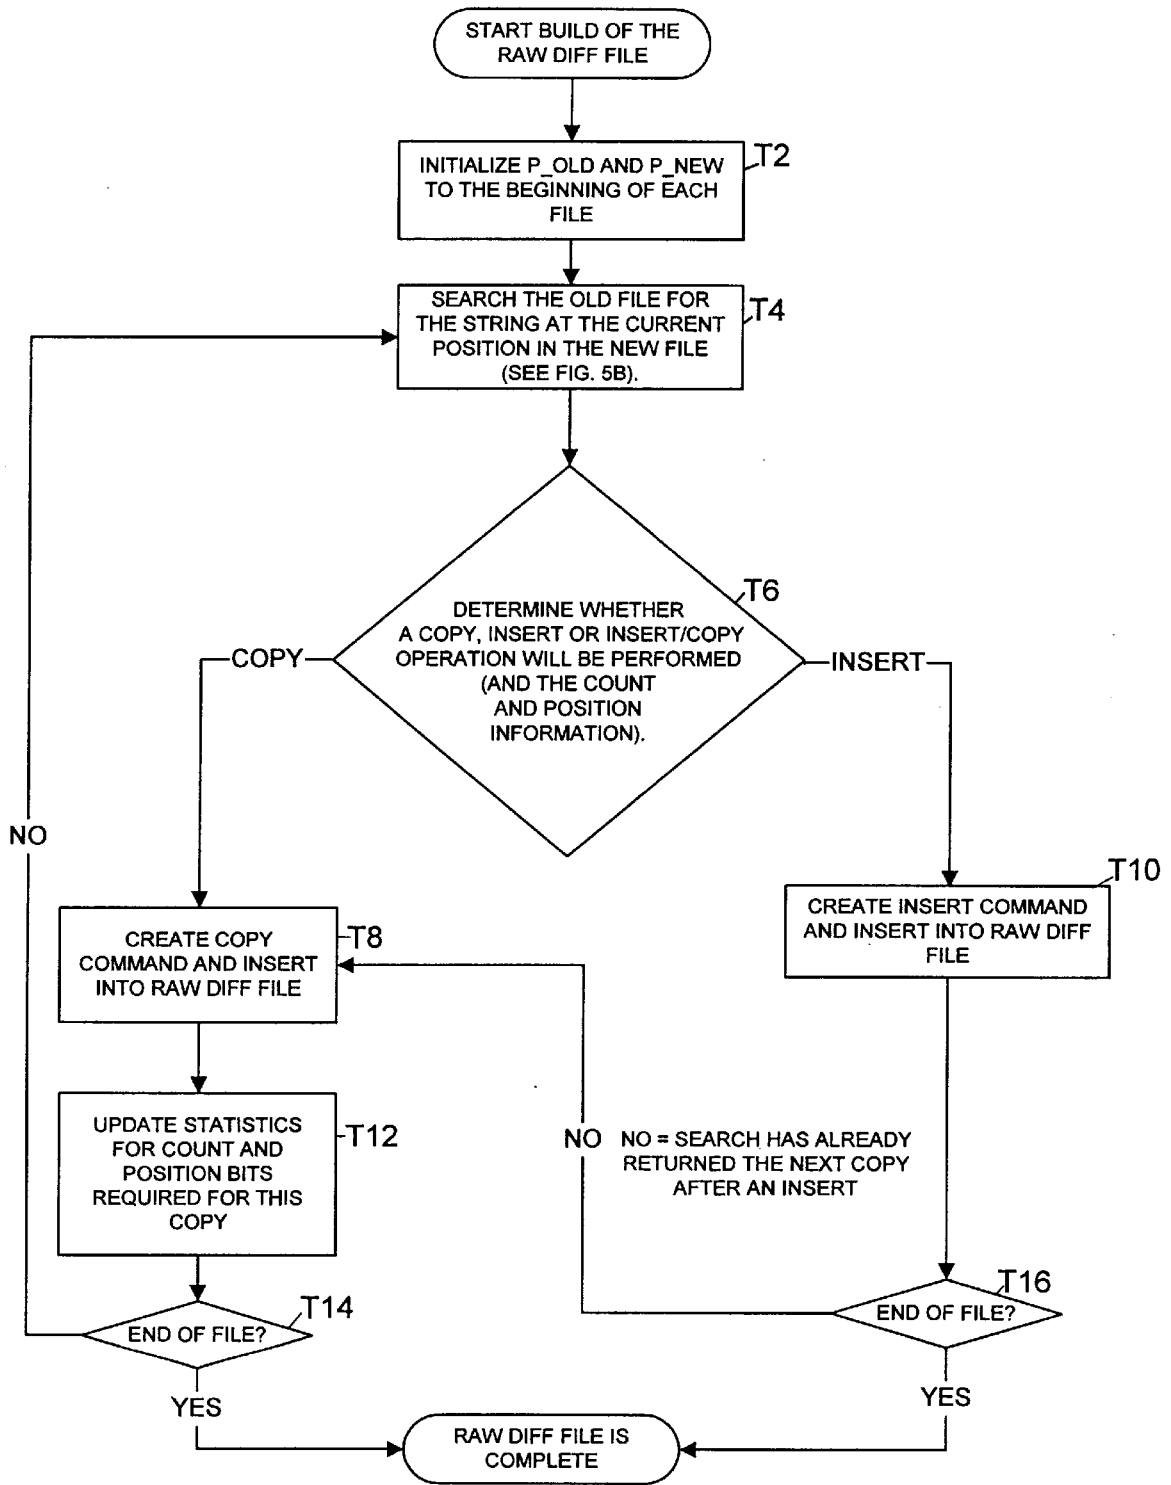 START BUILD OF THE
RAW DIFF FILE
T2
INITIALIZE P_OLD AND P_NEW
TO THE BEGINNING OF EACH
FILE
T4
SEARCH THE OLD FILE FOR
THE STRING AT THE CURRENT
POSITION IN THE NEW FILE
(SEE FIG. 5B).
T6
DETERMINE WHETHER
A COPY, INSERT OR INSERT/COPY
OPERATION WILL BE PERFORMED
(AND THE COUNT
AND POSITION
INFORMATION).
COPY
INSERT
NO
T8
CREATE COPY
COMMAND AND INSERT
INTO RAW DIFF FILE
T10
CREATE INSERT COMMAND
AND INSERT INTO RAW DIFF
FILE
T12
UPDATE STATISTICS
FOR COUNT AND
POSITION BITS
REQUIRED FOR THIS
COPY
NO
NO = SEARCH HAS ALREADY
RETURNED THE NEXT COPY
AFTER AN INSERT
T14
END OF FILE?
T16
END OF FILE?
YES
YES
RAW DIFF FILE IS
COMPLETE